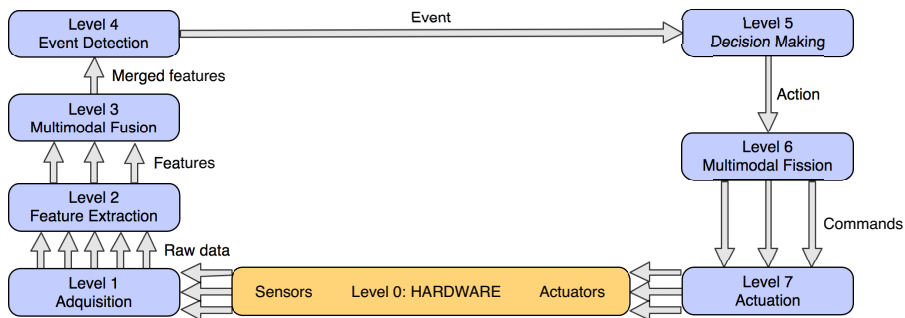 Level 4
Event Detection
Event
Level 5
Decision Making
Merged features
Action
Level 3
Multimodal Fusion
Level 6
Multimodal Fission
Features
Level 2
Feature Extraction
Commands
Raw data
Level 1
Adquisition
Sensors Level 0: HARDWARE Actuators
Level 7
Actuation